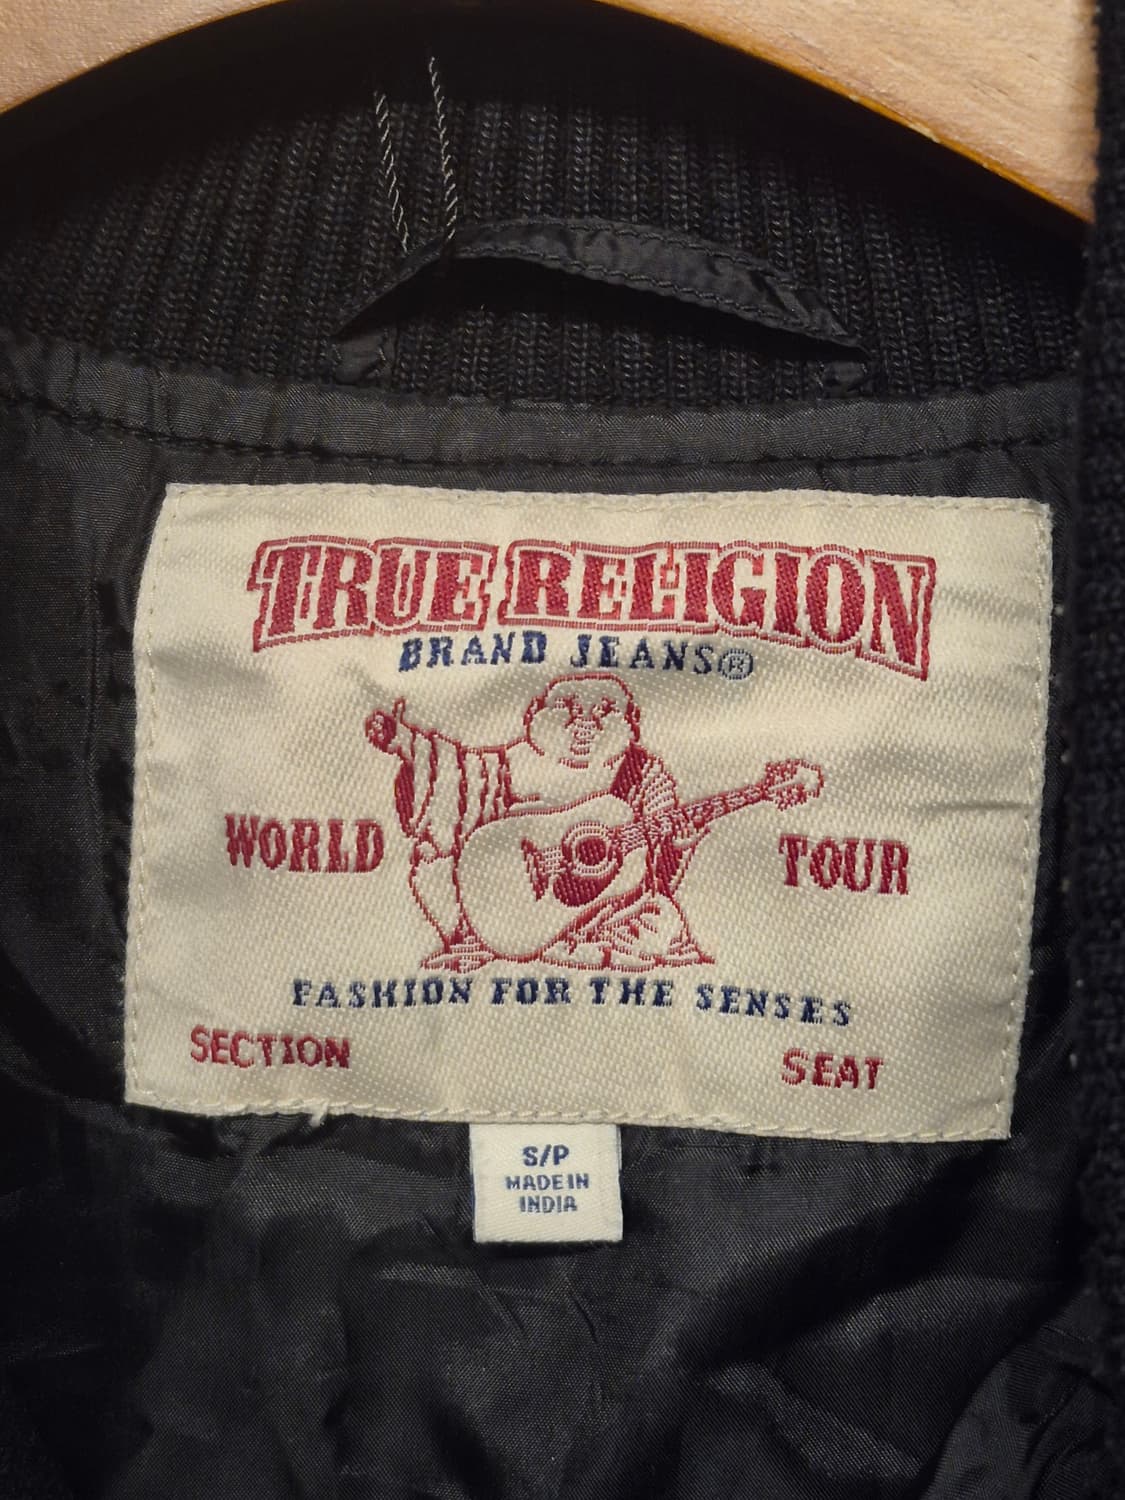 TRUE RELIGION
BRAND JEANS®
WORLD TOUR
FASHION FOR THE SENSES
SECTION SEAT
S/P
MADE IN
INDIA